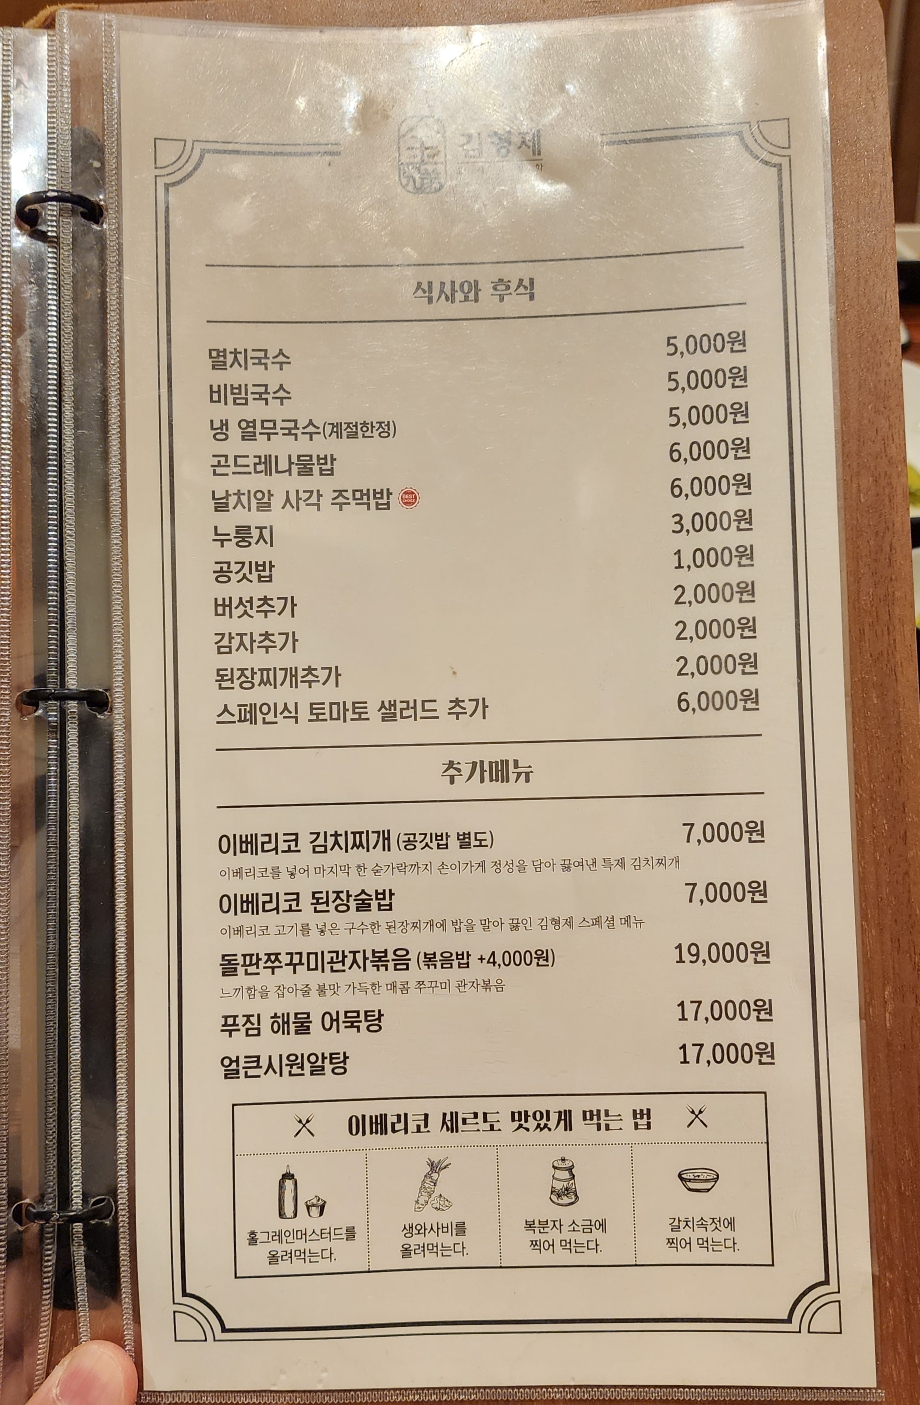 김형제
식사와 후식
멸치국수 5,000원
비빔국수 5,000원
냉 열무국수(계절한정) 5,000원
곤드레나물밥 6,000원
날치알 사각 주먹밥 BEST CHOICE 6,000원
누룽지 3,000원
공깃밥 1,000원
버섯추가 2,000원
감자추가 2,000원
된장찌개추가 2,000원
스페인식 토마토 샐러드 추가 6,000원
추가메뉴
이베리코 김치찌개 (공깃밥 별도) 7,000원
이베리코를 넣어 마지막 한 숟가락까지 손이가게 정성을 담아 끓여낸 특제 김치찌개
이베리코 된장술밥 7,000원
이베리코 고기를 넣은 구수한 된장찌개에 밥을 말아 끓인 김형제 스페셜 메뉴
돌판쭈꾸미관자볶음 (볶음밥 +4,000원) 19,000원
느끼함을 잡아줄 불맛 가득한 매콤 쭈꾸미 관자볶음
푸짐 해물 어묵탕 17,000원
얼큰시원알탕 17,000원
이베리코 세르도 맛있게 먹는 법
홀그레인머스터드를
올려먹는다.
생와사비를
올려먹는다.
복분자 소금에
찍어 먹는다.
갈치속젓에
찍어 먹는다.